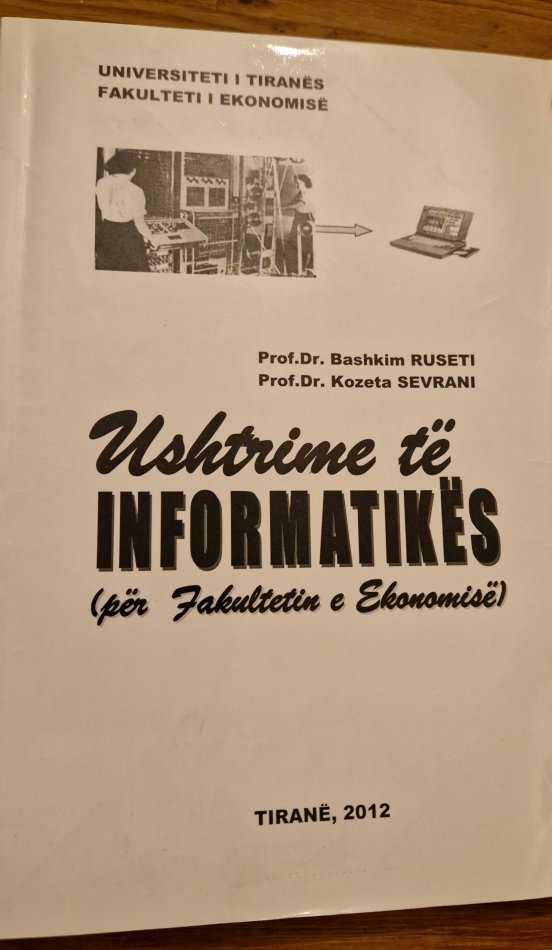 UNIVERSITETI I TIRANËS
FAKULTETI I EKONOMISË
Prof.Dr. Bashkim RUSETI
Prof.Dr. Kozeta SEVRANI
Ushtrime të
INFORMATIKËS
(për Fakultetin e Ekonomisë)
TIRANË, 2012